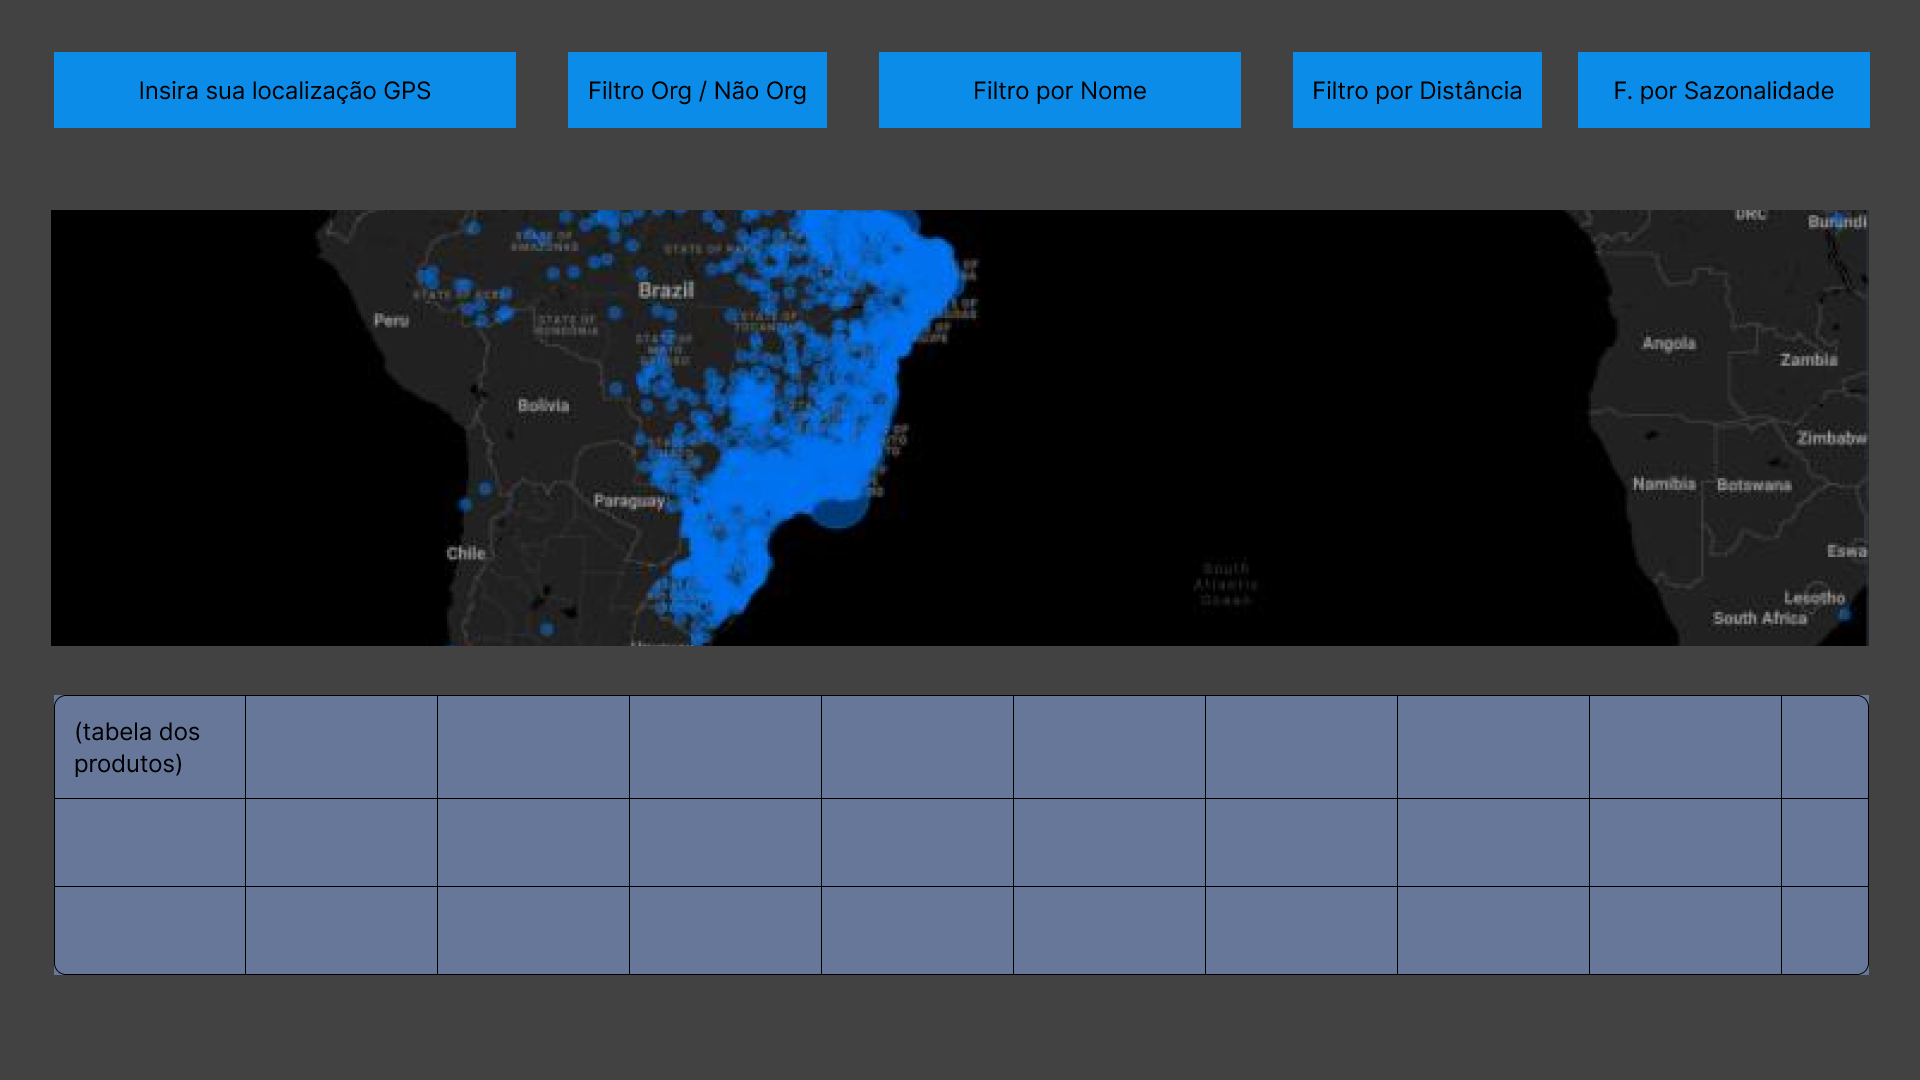 Insira sua localização GPS
Filtro Org / Não Org
Filtro por Nome
Filtro por Distância
F. por Sazonalidade
DRC
Burundi
STATE OF
AMAZONAS
STATE OF
Brazil
STATE OF ACRE
Peru
STATE OF
RONDÔNIA
STATE OF
TOCANTINS
STATE OF
MATO
GROSSO
Angola
Zambia
Bolivia
Zimbabw
Namibia
Botswana
Paraguay
Chile
Eswa
South
Atlantic
Ocean
Lesotho
South Africa
(tabela dos
produtos)